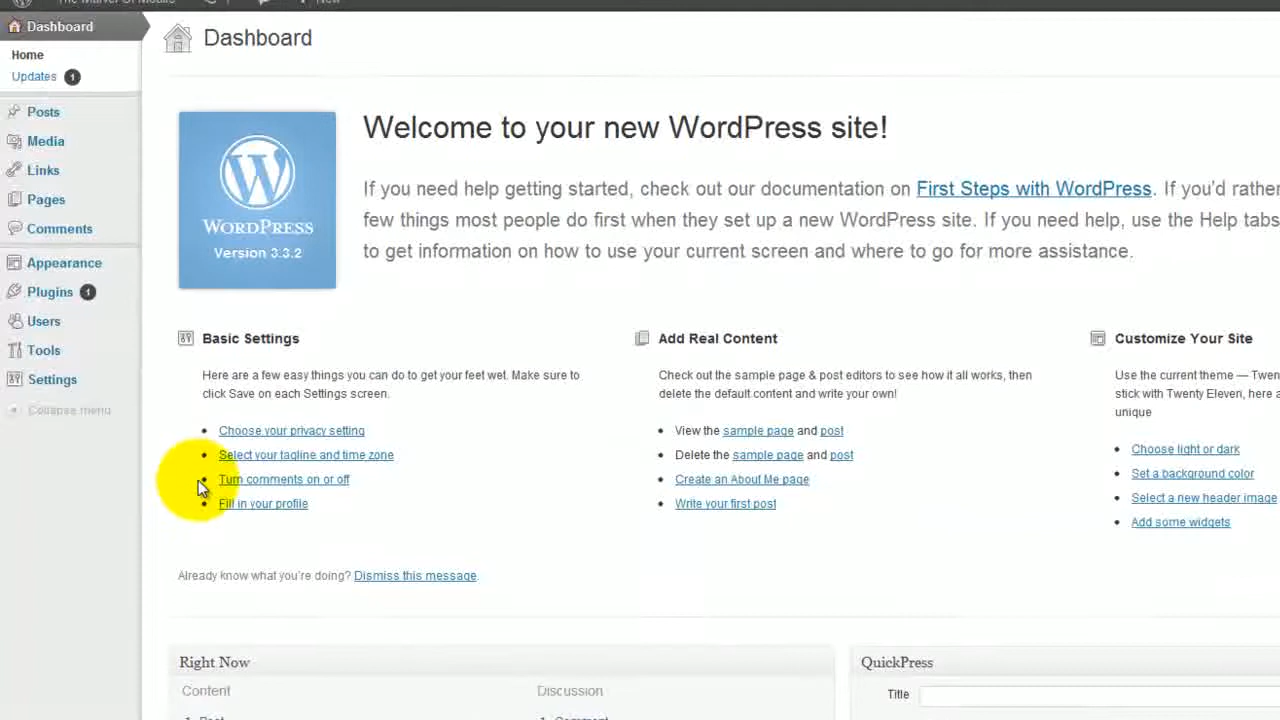 New
Dashboard
Home
Updates 1
Posts
Media
Links
Pages
Comments
Appearance
Plugins 1
Users
Tools
Settings
Collapse menu
Dashboard
WORDPRESS
Version 3.3.2
Welcome to your new WordPress site!
If you need help getting started, check out our documentation on First Steps with WordPress. If you'd rather
few things most people do first when they set up a new WordPress site. If you need help, use the Help tabs
to get information on how to use your current screen and where to go for more assistance.
Basic Settings
Here are a few easy things you can do to get your feet wet. Make sure to
click Save on each Settings screen.
Choose your privacy setting
Select your tagline and time zone
Turn comments on or off
Fill in your profile
Add Real Content
Check out the sample page & post editors to see how it all works, then
delete the default content and write your own!
View the sample page and post
Delete the sample page and post
Create an About Me page
Write your first post
Customize Your Site
Use the current theme — Twen
stick with Twenty Eleven, here a
unique
Choose light or dark
Set a background color
Select a new header image
Add some widgets
Already know what you're doing? Dismiss this message.
Right Now
Content
Discussion
1 Post
1 Comment
QuickPress
Title